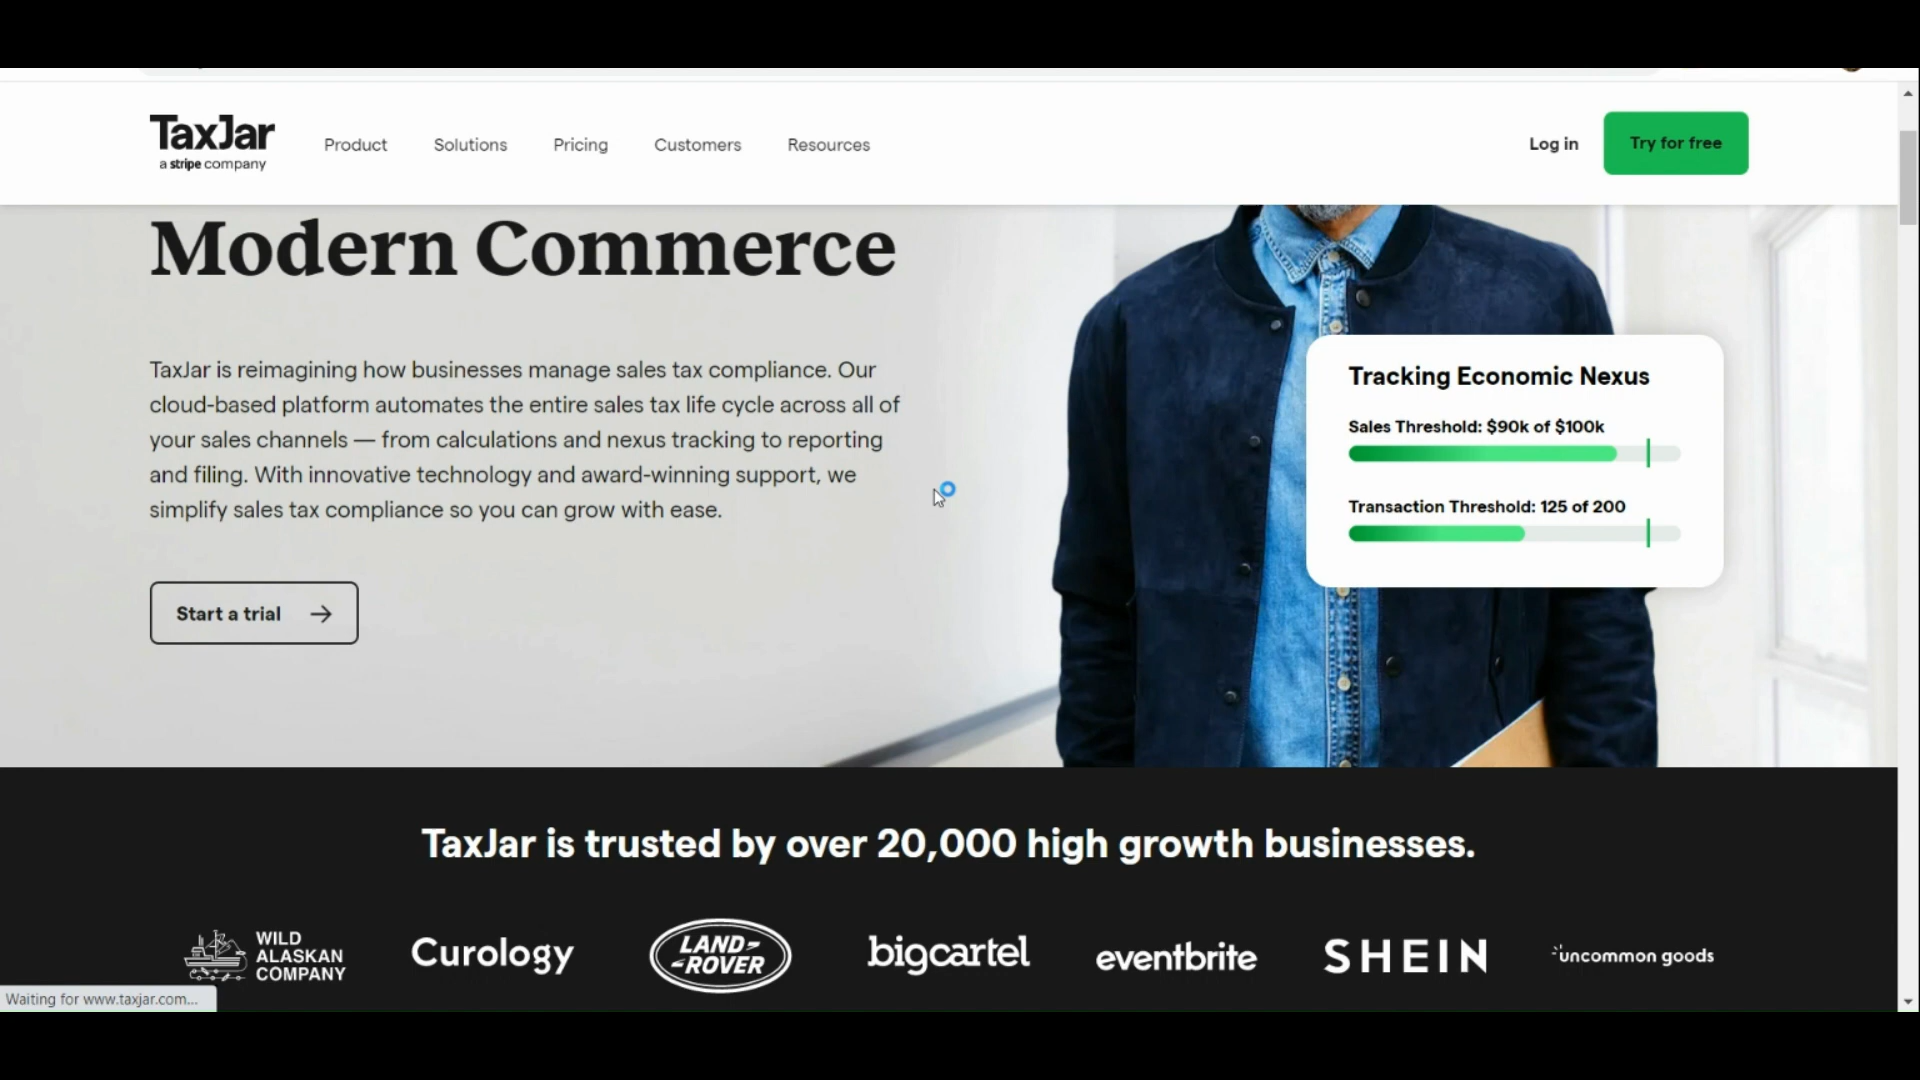 TaxJar
a stripe company
Product
Solutions
Pricing
Customers
Resources
Log in
Try for free
Modern Commerce
TaxJar is reimagining how businesses manage sales tax compliance. Our
cloud-based platform automates the entire sales tax life cycle across all of
your sales channels — from calculations and nexus tracking to reporting
and filing. With innovative technology and award-winning support, we
simplify sales tax compliance so you can grow with ease.
Start a trial
Tracking Economic Nexus
Sales Threshold: $90k of $100k
Transaction Threshold: 125 of 200
TaxJar is trusted by over 20,000 high growth businesses.
WILD
ALASKAN
COMPANY
Curology
LAND-
-ROVER
bigcartel
eventbrite
SHEIN
uncommon goods
Waiting for www.taxjar.com...